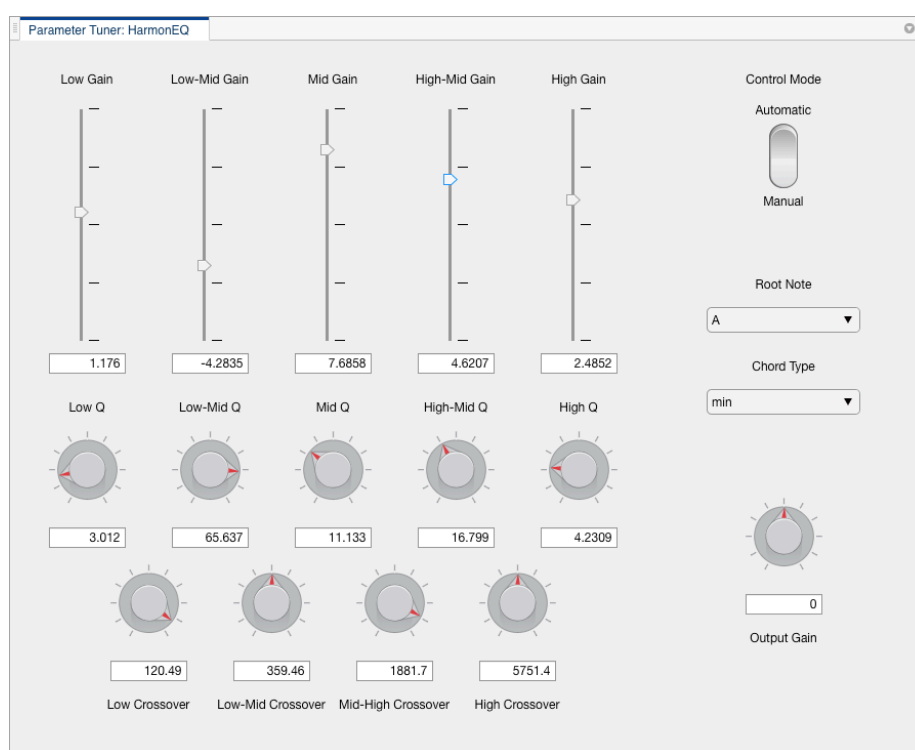 Parameter Tuner: HarmonEQ
Low Gain Low-Mid Gain Mid Gain High-Mid Gain High Gain Control Mode
Automatic
Manual
Root Note
A
1.176 -4.2835 7.6858 4.6207 2.4852
Chord Type
min
Low Q Low-Mid Q Mid Q High-Mid Q High Q
3.012 65.637 11.133 16.799 4.2309
0
Output Gain
120.49 359.46 1881.7 5751.4
Low Crossover Low-Mid Crossover Mid-High Crossover High Crossover